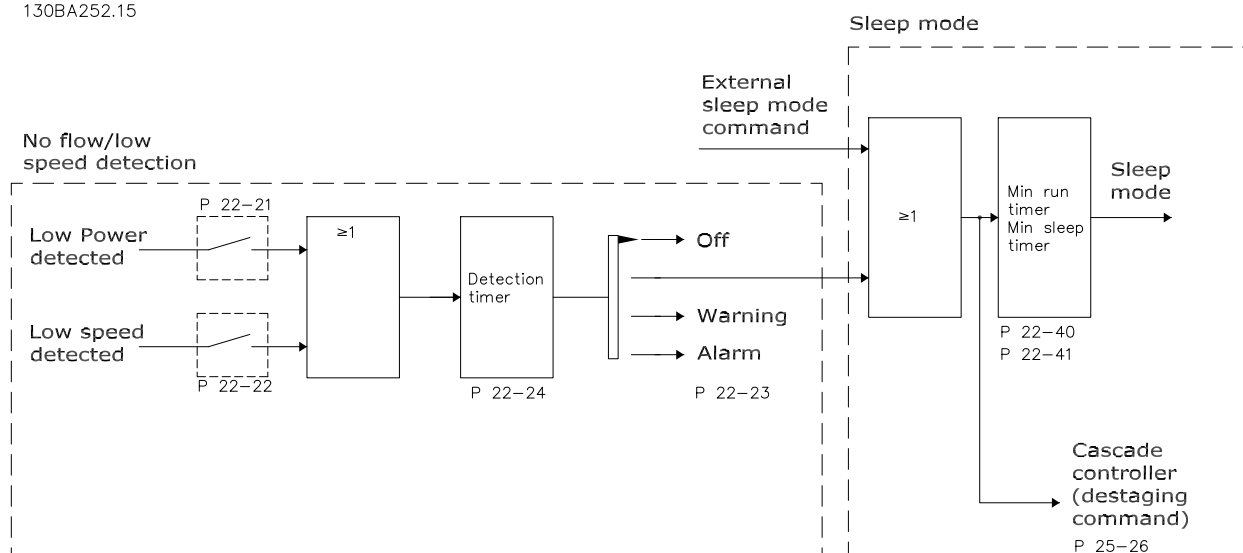 130BA252.15
Sleep mode
External
sleep mode
command
No flow/low
speed detection
P 22-21
Low Power
detected
≥1
Detection
timer
Off
Warning
Alarm
Low speed
detected
P 22-22
P 22-24
P 22-23
≥1
Min run
timer
Min sleep
timer
Sleep
mode
P 22-40
P 22-41
Cascade
controller
(destaging
command)
P 25-26